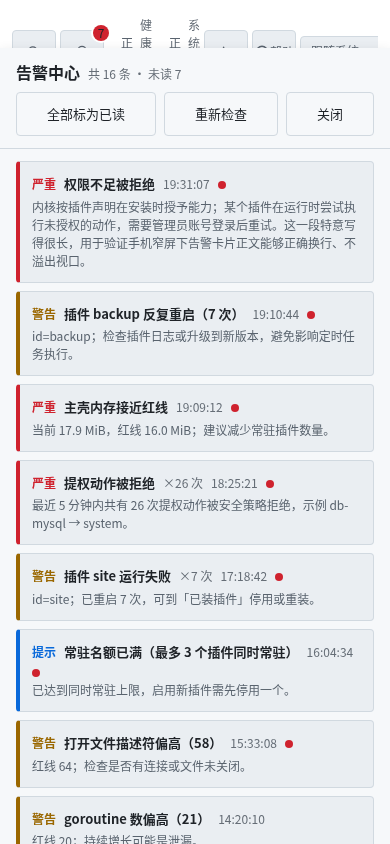 7
健
系
正 康 正 统
告警中心 共 16 条 · 未读 7
全部标为已读 重新检查 关闭
严重 权限不足被拒绝 19:31:07
内核按插件声明在安装时授予能力；某个插件在运行时尝试执
行未授权的动作，需要管理员账号登录后重试。这一段特意写
得很长，用于验证手机窄屏下告警卡片正文能够正确换行、不
溢出视口。
警告 插件 backup 反复重启（7 次） 19:10:44
id=backup；检查插件日志或升级到新版本，避免影响定时任
务执行。
严重 主壳内存接近红线 19:09:12
当前 17.9 MiB，红线 16.0 MiB；建议减少常驻插件数量。
严重 提权动作被拒绝 ×26 次 18:25:21
最近 5 分钟内共有 26 次提权动作被安全策略拒绝，示例 db-
mysql → system。
警告 插件 site 运行失败 ×7 次 17:18:42
id=site；已重启 7 次，可到「已装插件」停用或重装。
提示 常驻名额已满（最多 3 个插件同时常驻） 16:04:34
已达到同时常驻上限，启用新插件需先停用一个。
警告 打开文件描述符偏高（58） 15:33:08
红线 64；检查是否有连接或文件未关闭。
警告 goroutine 数偏高（21） 14:20:10
红线 20；持续增长可能是泄漏。